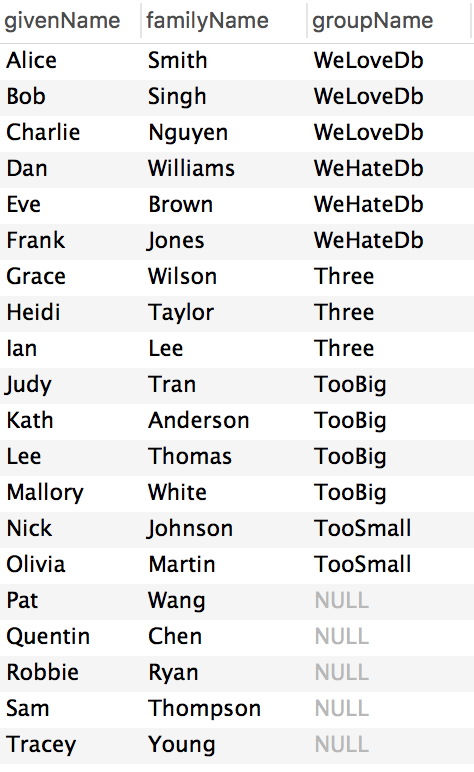 givenName familyName groupName
Alice Smith WeLoveDb
Bob Singh WeLoveDb
Charlie Nguyen WeLoveDb
Dan Williams WeHateDb
Eve Brown WeHateDb
Frank Jones WeHateDb
Grace Wilson Three
Heidi Taylor Three
Ian Lee Three
Judy Tran TooBig
Kath Anderson TooBig
Lee Thomas TooBig
Mallory White TooBig
Nick Johnson TooSmall
Olivia Martin TooSmall
Pat Wang NULL
Quentin Chen NULL
Robbie Ryan NULL
Sam Thompson NULL
Tracey Young NULL